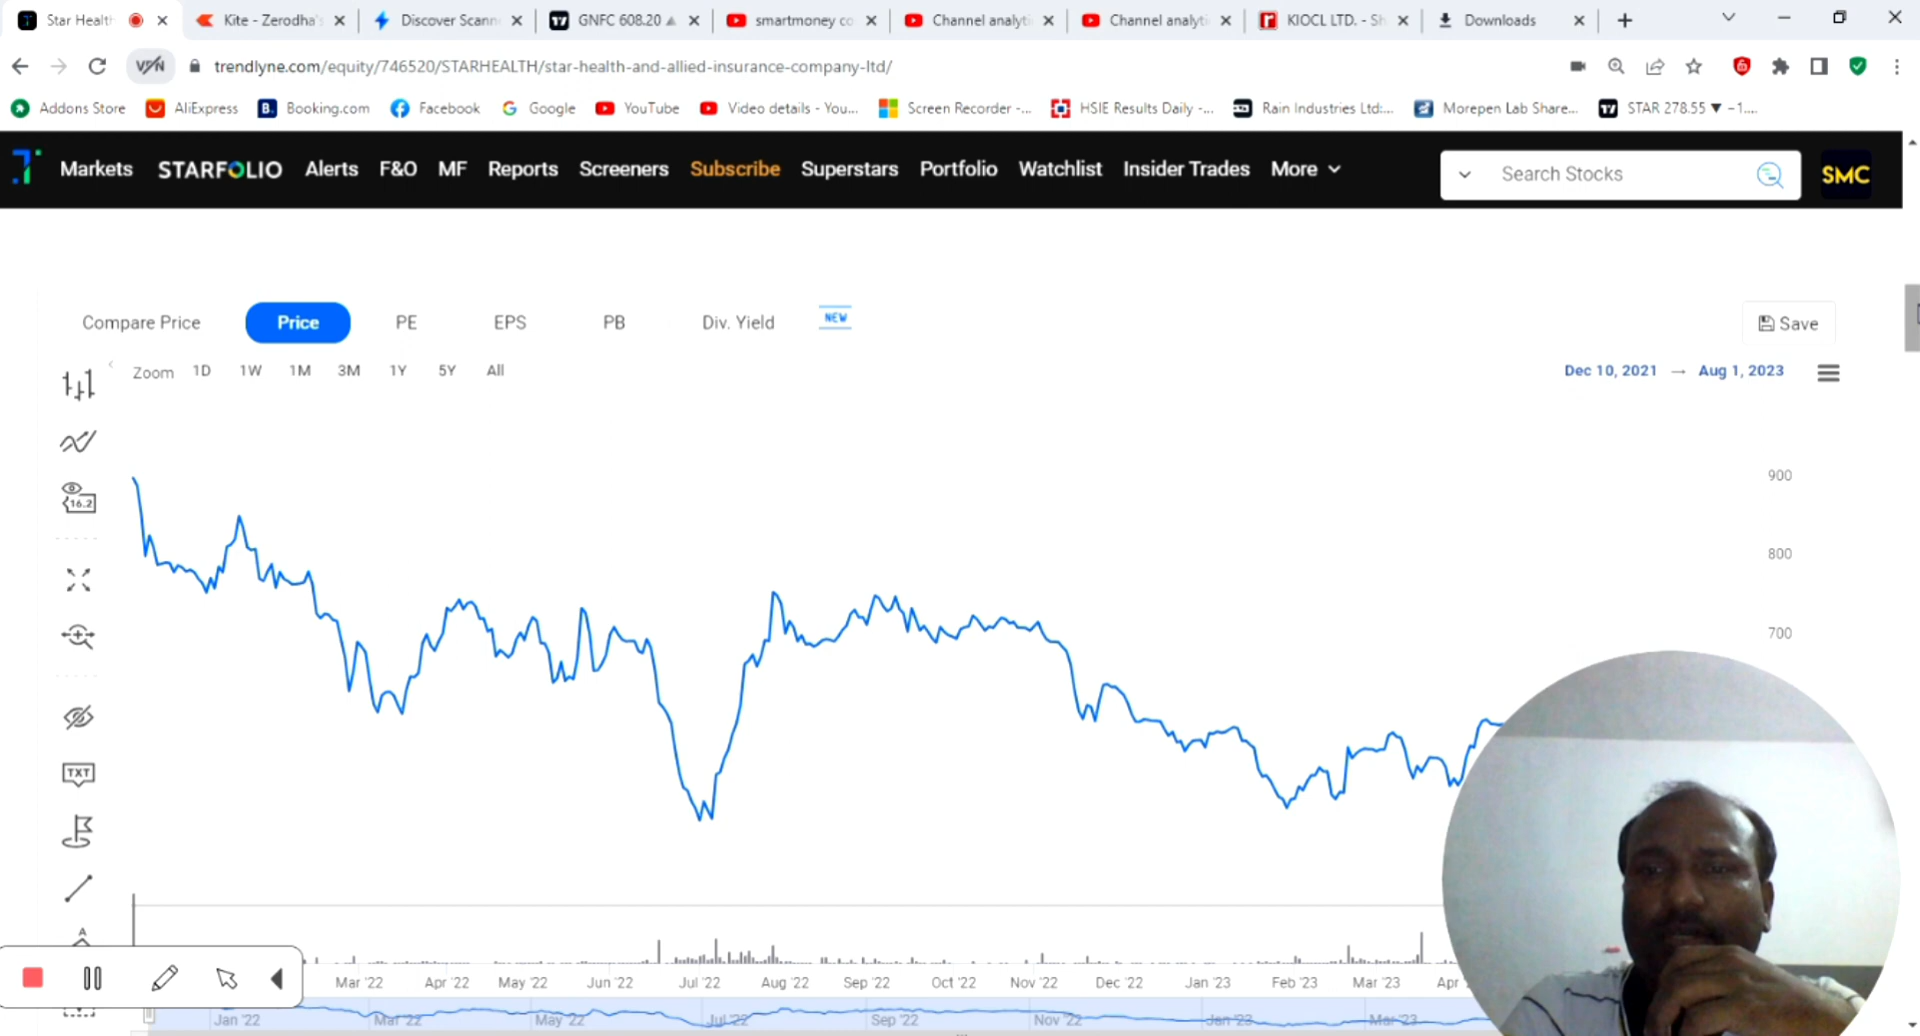 Star Health
Kite - Zerodha's
Discover Scann
GNFC 608.20
smartmoney co
Channel analyti
Channel analyti
KIOCL LTD. - Sh
Downloads
VPN
trendlyne.com/equity/746520/STARHEALTH/star-health-and-allied-insurance-company-ltd/
Addons Store
AliExpress
B. Booking.com
Facebook
Google
YouTube
Video details - You...
Screen Recorder -...
HSIE Results Daily -...
Rain Industries Ltd:...
Morepen Lab Share...
STAR 278.55 ▼ −1....
Markets STARFOLIO Alerts F&O MF Reports Screeners Subscribe Superstars Portfolio Watchlist Insider Trades More
Search Stocks
SMC
Compare Price Price PE EPS PB Div. Yield NEW
Save
Zoom 1D 1W 1M 3M 1Y 5Y All
Dec 10, 2021 → Aug 1, 2023
16.2
TXT
A
900
800
700
Mar '22 Apr '22 May '22 Jun '22 Jul '22 Aug '22 Sep '22 Oct '22 Nov '22 Dec '22 Jan '23 Feb '23 Mar '23 Apr
Jan '22 Mar '22 May '22 Jul '22 Sep '22 Nov '22 Jan '23 Mar '23